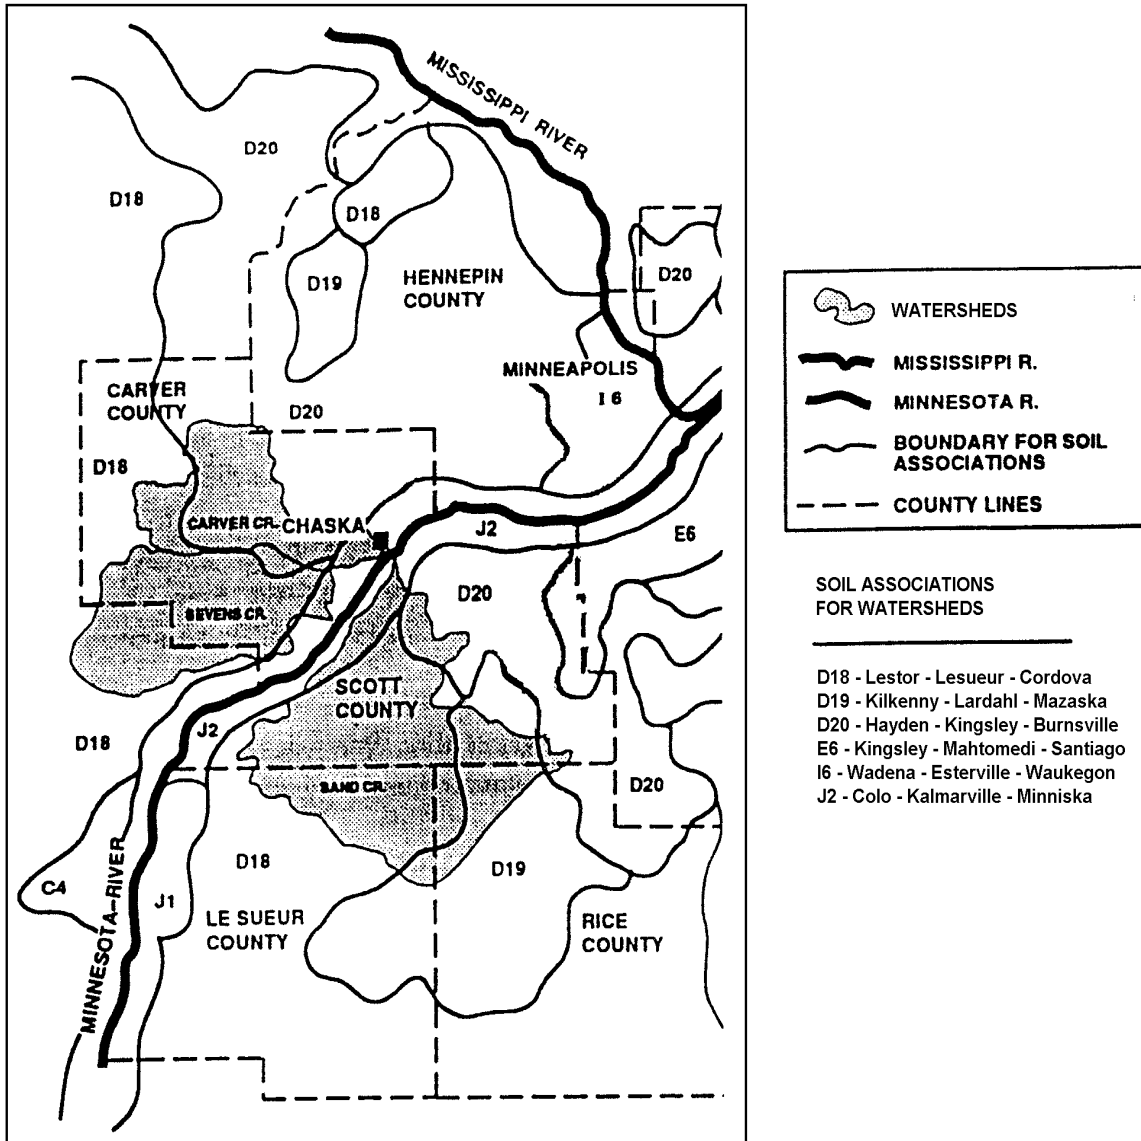 MISSISSIPPI RIVER
D20
D18
D18
D19
HENNEPIN
COUNTY
D20
MINNEAPOLIS
I 6
CARVER
COUNTY
D20
D18
CARVER CR.
CHASKA
J2
E6
SEVENS CR.
D20
SCOTT
COUNTY
J2
D18
SAND CR.
D20
D18
D19
C4
J1
MINNESOTA-RIVER
LE SUEUR
COUNTY
RICE
COUNTY
WATERSHEDS
MISSISSIPPI R.
MINNESOTA R.
BOUNDARY FOR SOIL
ASSOCIATIONS
COUNTY LINES
SOIL ASSOCIATIONS
FOR WATERSHEDS
D18 - Lestor - Lesueur - Cordova
D19 - Kilkenny - Lardahl - Mazaska
D20 - Hayden - Kingsley - Burnsville
E6 - Kingsley - Mahtomedi - Santiago
I6 - Wadena - Esterville - Waukegon
J2 - Colo - Kalmarville - Minniska